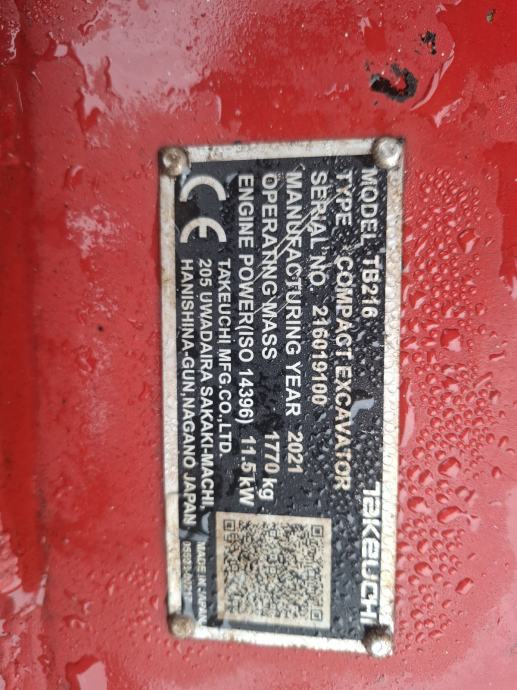 MODEL TB216 TAKEUCHI
TYPE COMPACT EXCAVATOR
SERIAL NO. 216019100
MANUFACTURING YEAR 2021
OPERATING MASS 1770 kg
ENGINE POWER(ISO 14396) 11.5 kW
CE
TAKEUCHI MFG.CO.,LTD.
205 UWADAIRA SAKAKI-MACHI,
HANISHINA-GUN,NAGANO JAPAN
MADE IN JAPAN